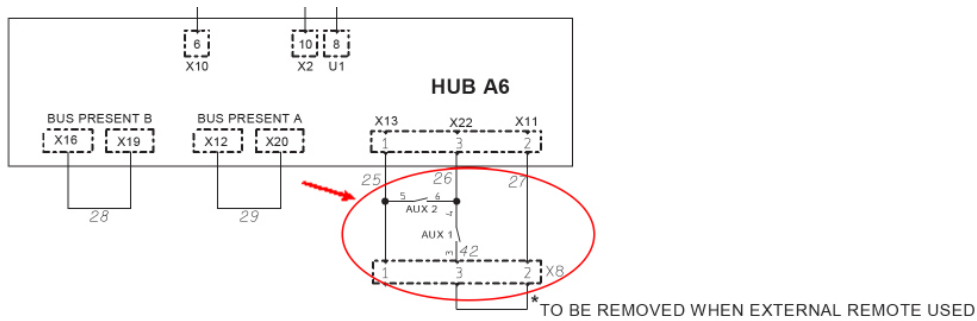 6 10 8
X10 X2 U1
HUB A6
BUS PRESENT B BUS PRESENT A X13 X22 X11
X16 X19 X12 X20 1 3 2
25 26 27
5 6
AUX 2 4
28 29
AUX 1
3 42
1 3 2 X8
*TO BE REMOVED WHEN EXTERNAL REMOTE USED